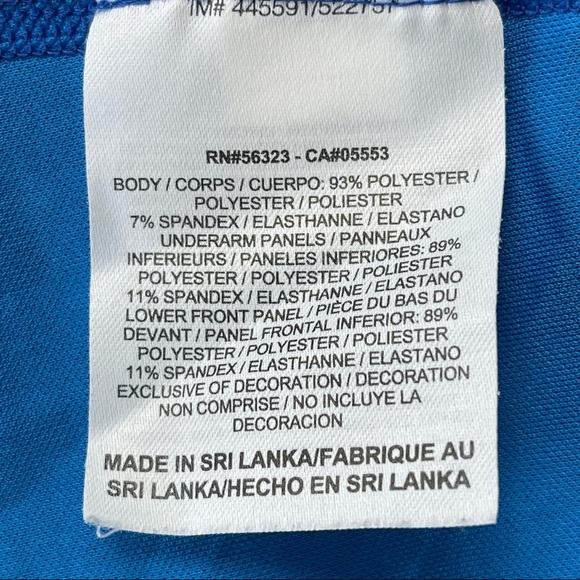 IM# 445591/522757
RN#56323 - CA#05553
BODY / CORPS / CUERPO: 93% POLYESTER /
POLYESTER / POLIESTER
7% SPANDEX / ELASTHANNE / ELASTANO
UNDERARM PANELS / PANNEAUX
INFERIEURS / PANELES INFERIORES: 89%
POLYESTER / POLYESTER / POLIESTER
11% SPANDEX / ELASTHANNE / ELASTANO
LOWER FRONT PANEL / PIÈCE DU BAS DU
DEVANT / PANEL FRONTAL INFERIOR: 89%
POLYESTER / POLYESTER / POLIESTER
11% SPANDEX / ELASTHANNE / ELASTANO
EXCLUSIVE OF DECORATION / DECORATION
NON COMPRISE / NO INCLUYE LA
DECORACION
MADE IN SRI LANKA/FABRIQUE AU
SRI LANKA/HECHO EN SRI LANKA